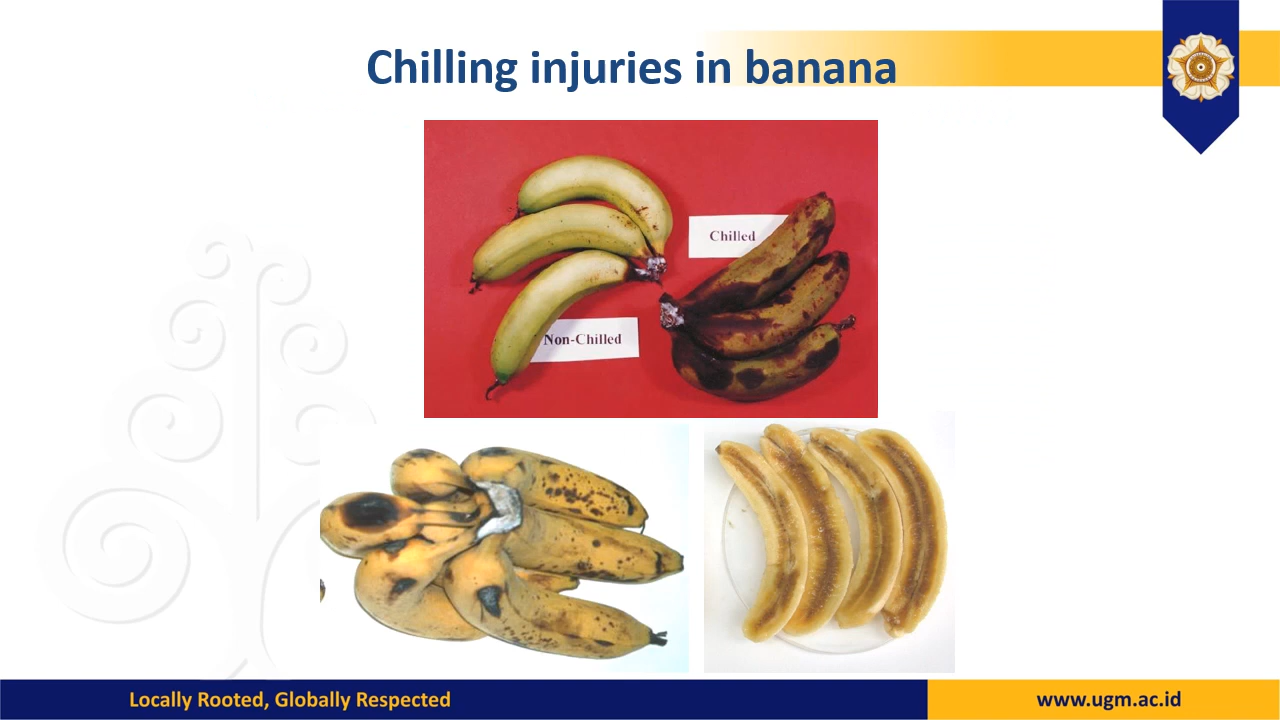 Chilling injuries in banana
Chilled
Non-Chilled
Locally Rooted, Globally Respected
www.ugm.ac.id